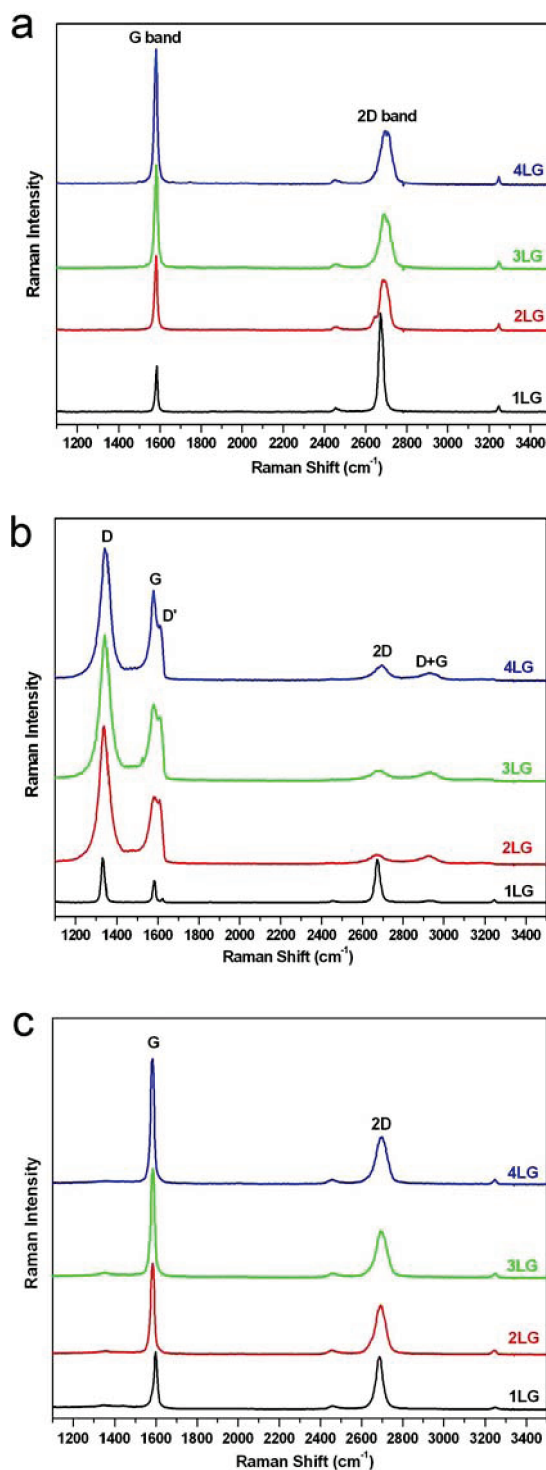 a
G band
2D band
4LG
3LG
2LG
1LG
Raman Intensity
1200 1400 1600 1800 2000 2200 2400 2600 2800 3000 3200 3400
Raman Shift (cm⁻¹)
b
D
G
D'
2D
D+G
4LG
3LG
2LG
1LG
Raman Intensity
1200 1400 1600 1800 2000 2200 2400 2600 2800 3000 3200 3400
Raman Shift (cm⁻¹)
c
G
2D
4LG
3LG
2LG
1LG
Raman Intensity
1200 1400 1600 1800 2000 2200 2400 2600 2800 3000 3200 3400
Raman Shift (cm⁻¹)